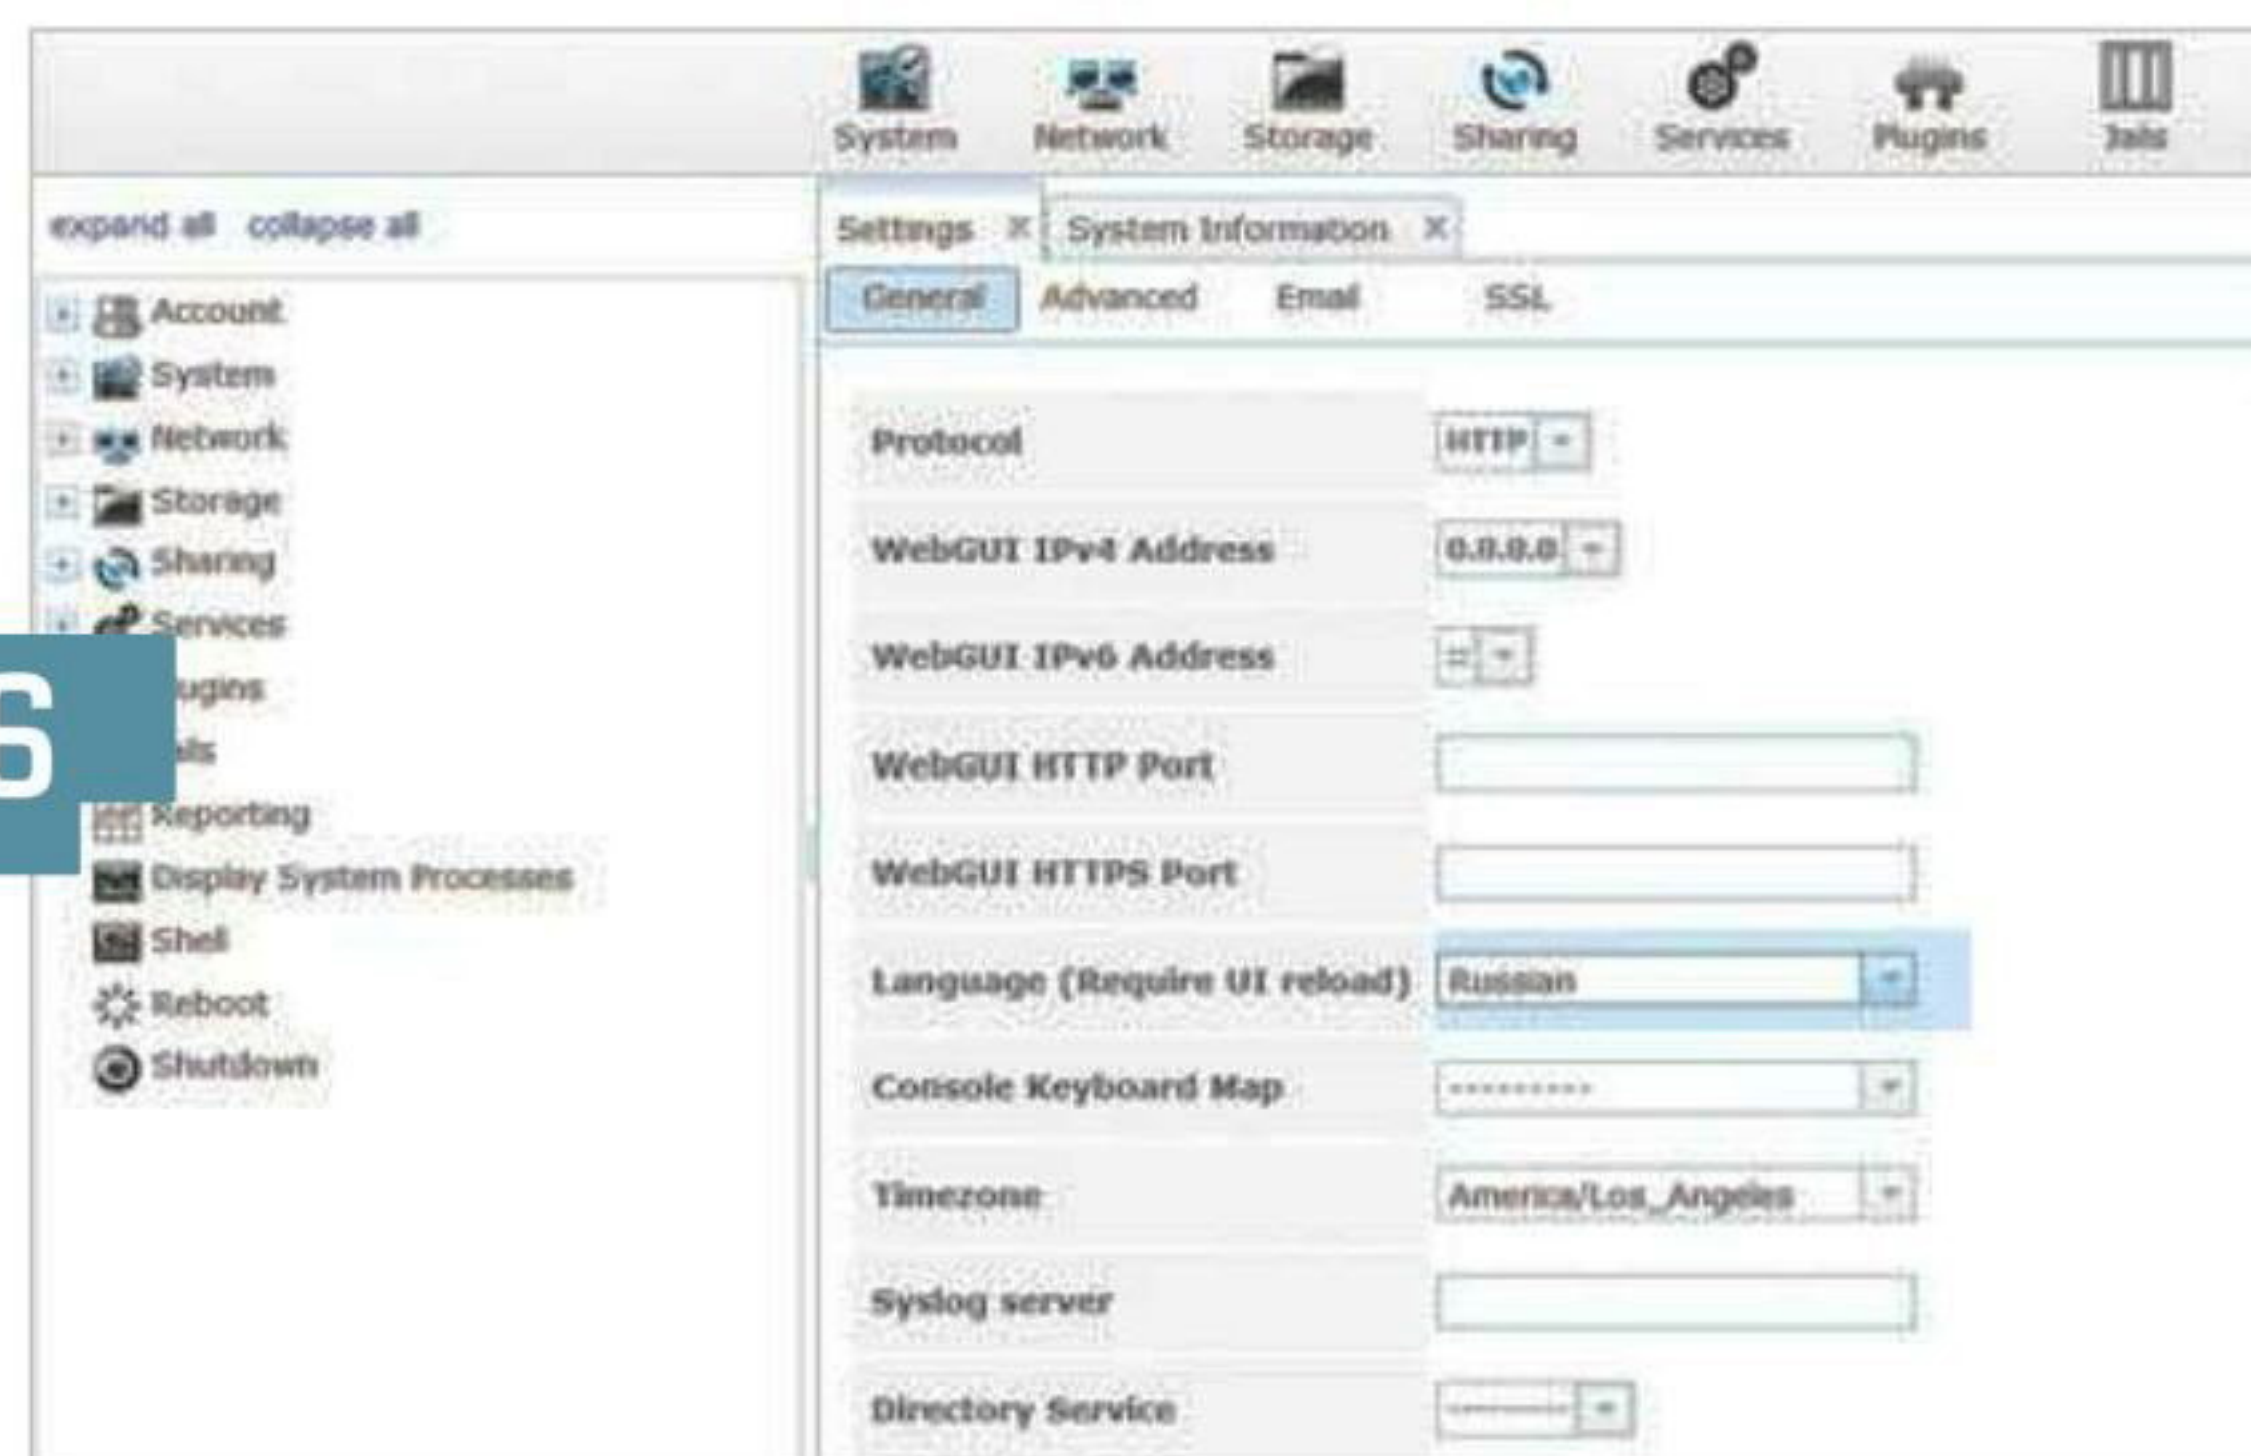 System Network Storage Sharing Services Plugins Jails
expand all collapse all
Settings × System Information ×
General Advanced Email SSL
Account
System
Network
Storage
Sharing
Services
ugins
ails
Reporting
Display System Processes
Shell
Reboot
Shutdown
6
Protocol HTTP
WebGUI IPv4 Address 0.0.0.0
WebGUI IPv6 Address ::
WebGUI HTTP Port
WebGUI HTTPS Port
Language (Require UI reload) Russian
Console Keyboard Map ---------
Timezone America/Los_Angeles
Syslog server
Directory Service ---------